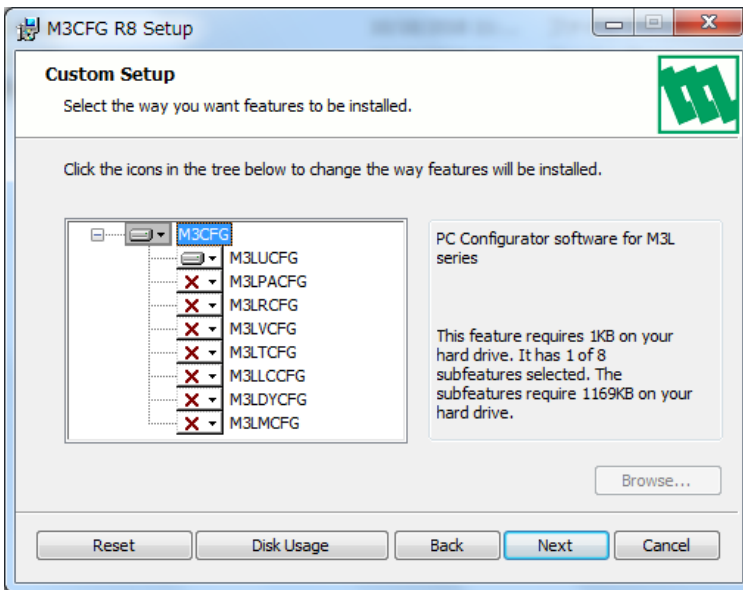 M3CFG R8 Setup
Custom Setup
Select the way you want features to be installed.
Click the icons in the tree below to change the way features will be installed.
M3CFG
M3LUCFG
M3LPACFG
M3LRCFG
M3LVCFG
M3LTCFG
M3LLCCFG
M3LDYCFG
M3LMCFG
PC Configurator software for M3L
series
This feature requires 1KB on your
hard drive. It has 1 of 8
subfeatures selected. The
subfeatures require 1169KB on your
hard drive.
Browse...
Reset
Disk Usage
Back
Next
Cancel